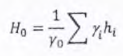 H₀ = 1/γ₀ ∑ γᵢhᵢ